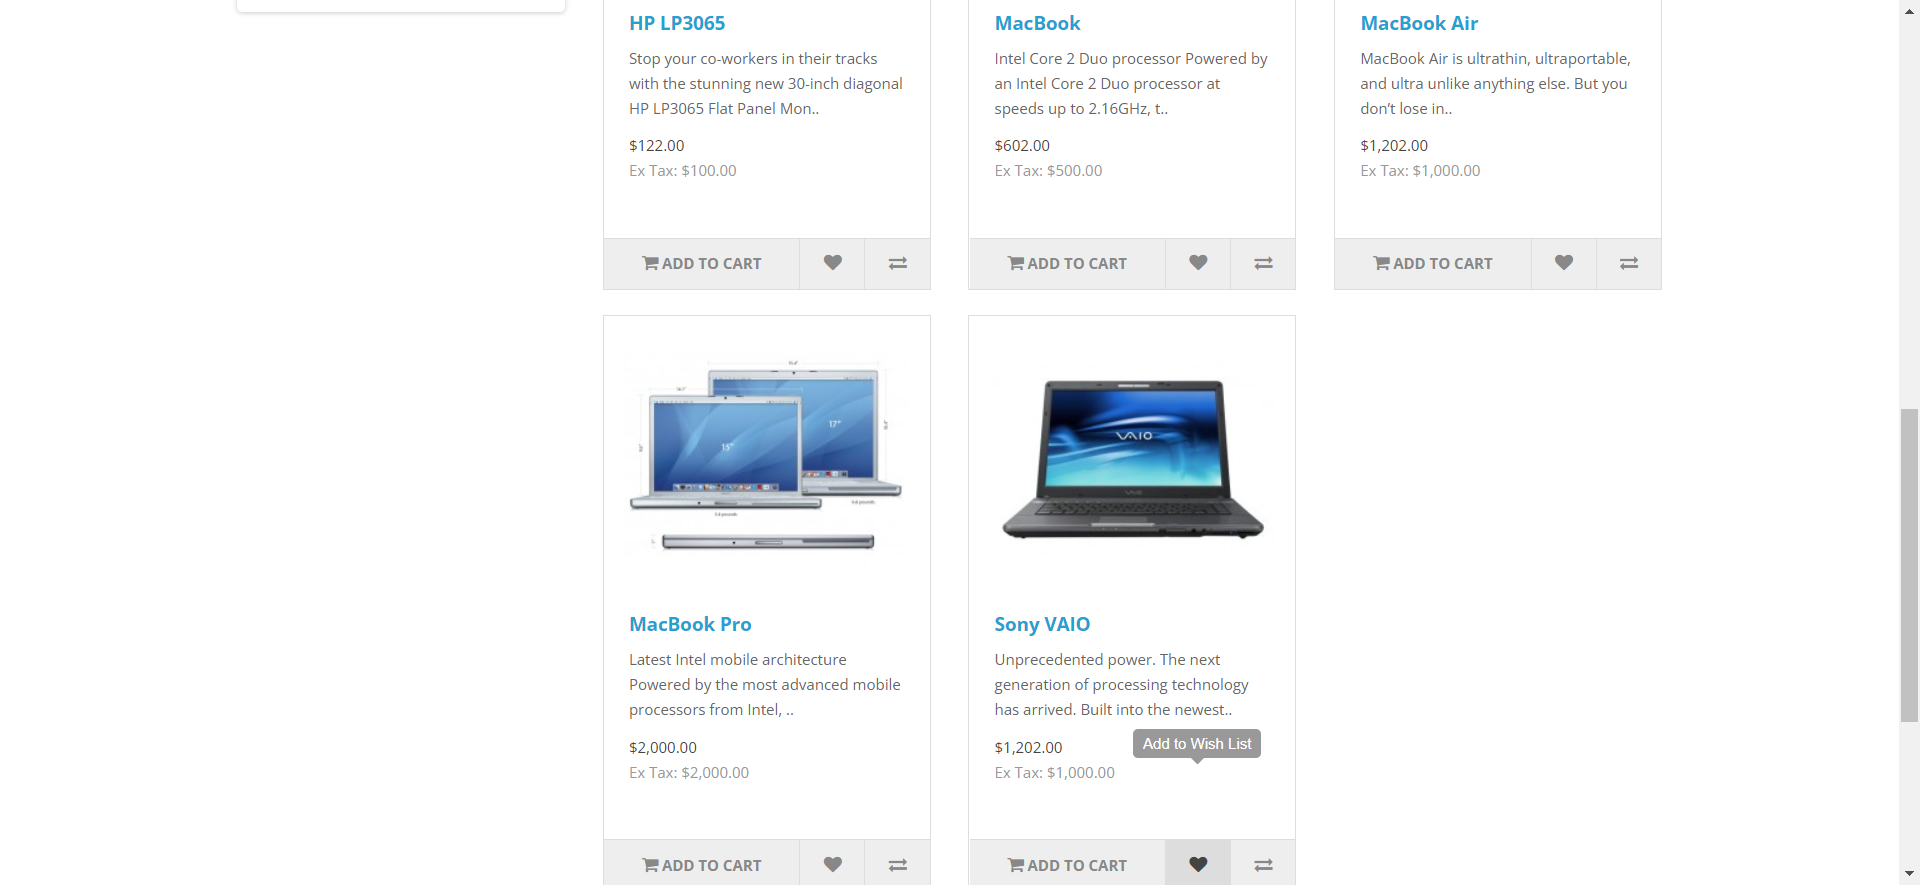 HP LP3065
Stop your co-workers in their tracks
with the stunning new 30-inch diagonal
HP LP3065 Flat Panel Mon..
$122.00
Ex Tax: $100.00
ADD TO CART
MacBook
Intel Core 2 Duo processor Powered by
an Intel Core 2 Duo processor at
speeds up to 2.16GHz, t..
$602.00
Ex Tax: $500.00
ADD TO CART
MacBook Air
MacBook Air is ultrathin, ultraportable,
and ultra unlike anything else. But you
don’t lose in..
$1,202.00
Ex Tax: $1,000.00
ADD TO CART
15"
17"
MacBook Pro
Latest Intel mobile architecture
Powered by the most advanced mobile
processors from Intel, ..
$2,000.00
Ex Tax: $2,000.00
ADD TO CART
VAIO
Sony VAIO
Unprecedented power. The next
generation of processing technology
has arrived. Built into the newest..
$1,202.00
Add to Wish List
Ex Tax: $1,000.00
ADD TO CART